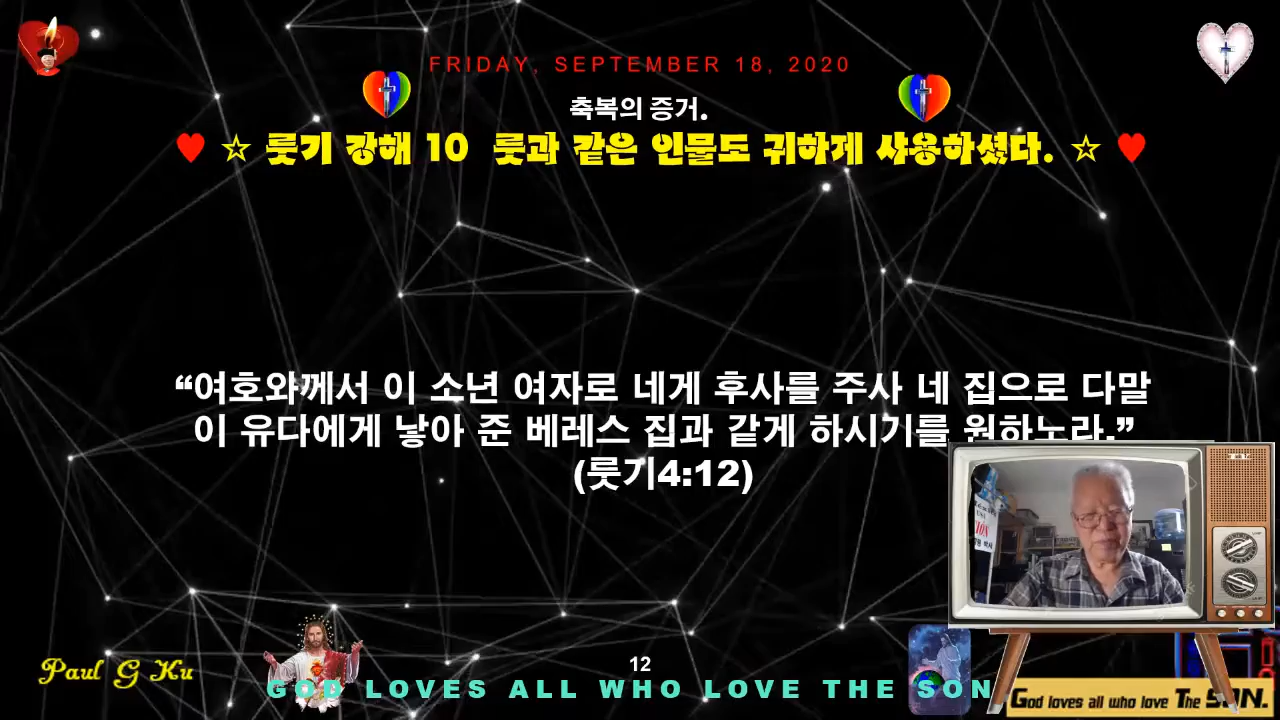 FRIDAY, SEPTEMBER 18, 2020
축복의 증거.
♥ ☆ 룻기 강해 10 룻과 같은 인물도 귀하게 사용하셨다. ☆ ♥
“여호와께서 이 소년 여자로 네게 후사를 주사 네 집으로 다말
이 유다에게 낳아 준 베레스 집과 같게 하시기를 원하노라.”
(룻기4:12)
12
Paul G Ku
GOD LOVES ALL WHO LOVE THE SON
God loves all who love The SON.